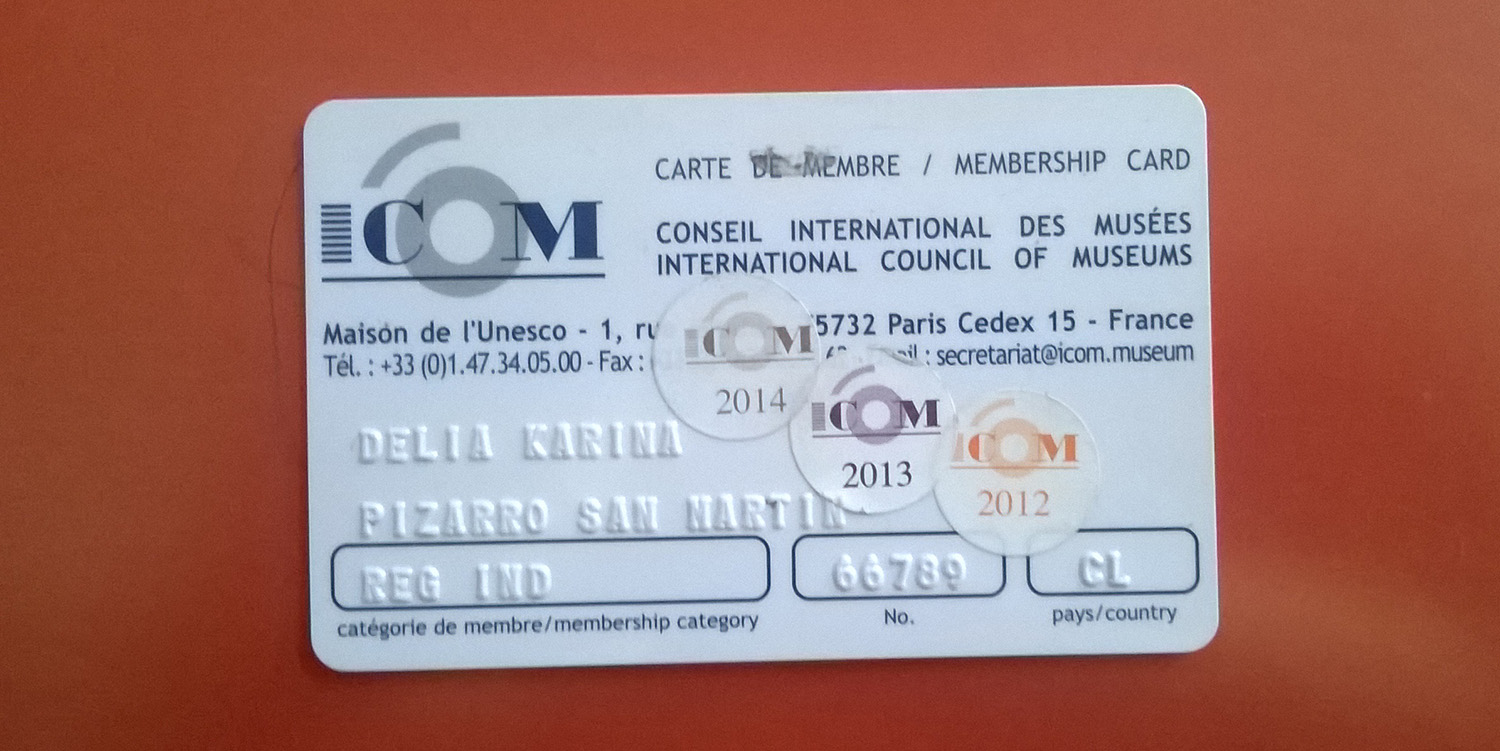 ICOM
CARTE DE MEMBRE / MEMBERSHIP CARD
CONSEIL INTERNATIONAL DES MUSÉES
INTERNATIONAL COUNCIL OF MUSEUMS
Maison de l'Unesco - 1, 75732 Paris Cedex 15 - France
Tél. : +33 (0)1.47.34.05.00 - Fax : : secretariat@icom.museum
ICOM
2014
ICOM
2013
ICOM
2012
DELIA KARINA
PIZARRO SAN MARTIN
REG IND
66789
CL
catégorie de membre/membership category
No.
pays/country